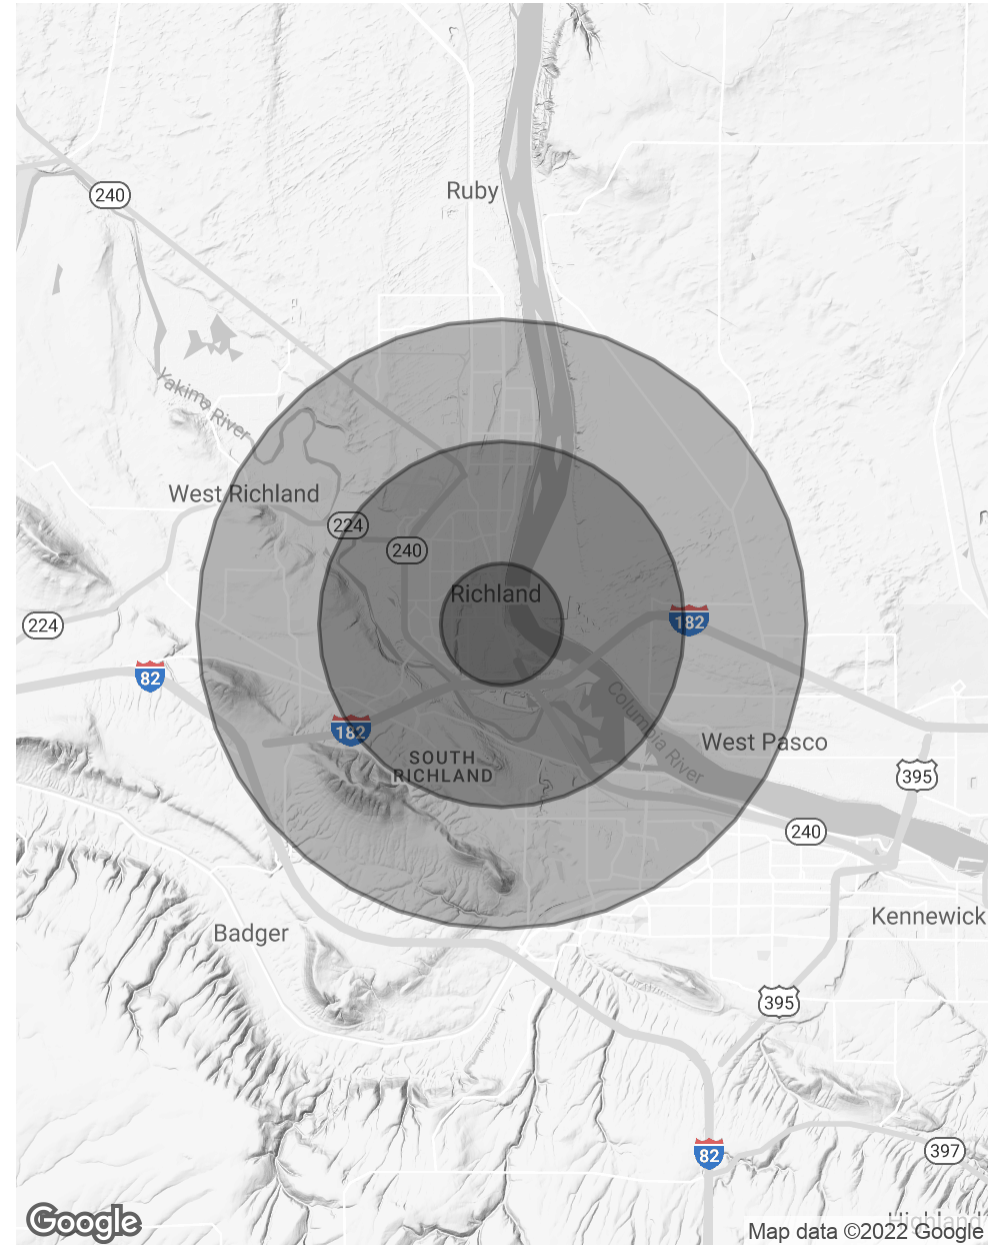 240
Ruby
Yakima River
West Richland
224
240
Richland
224
182
82
Columbia River
182
West Pasco
SOUTH
RICHLAND
395
240
Kennewick
Badger
395
397
82
Highland
Google
Map data ©2022 Google